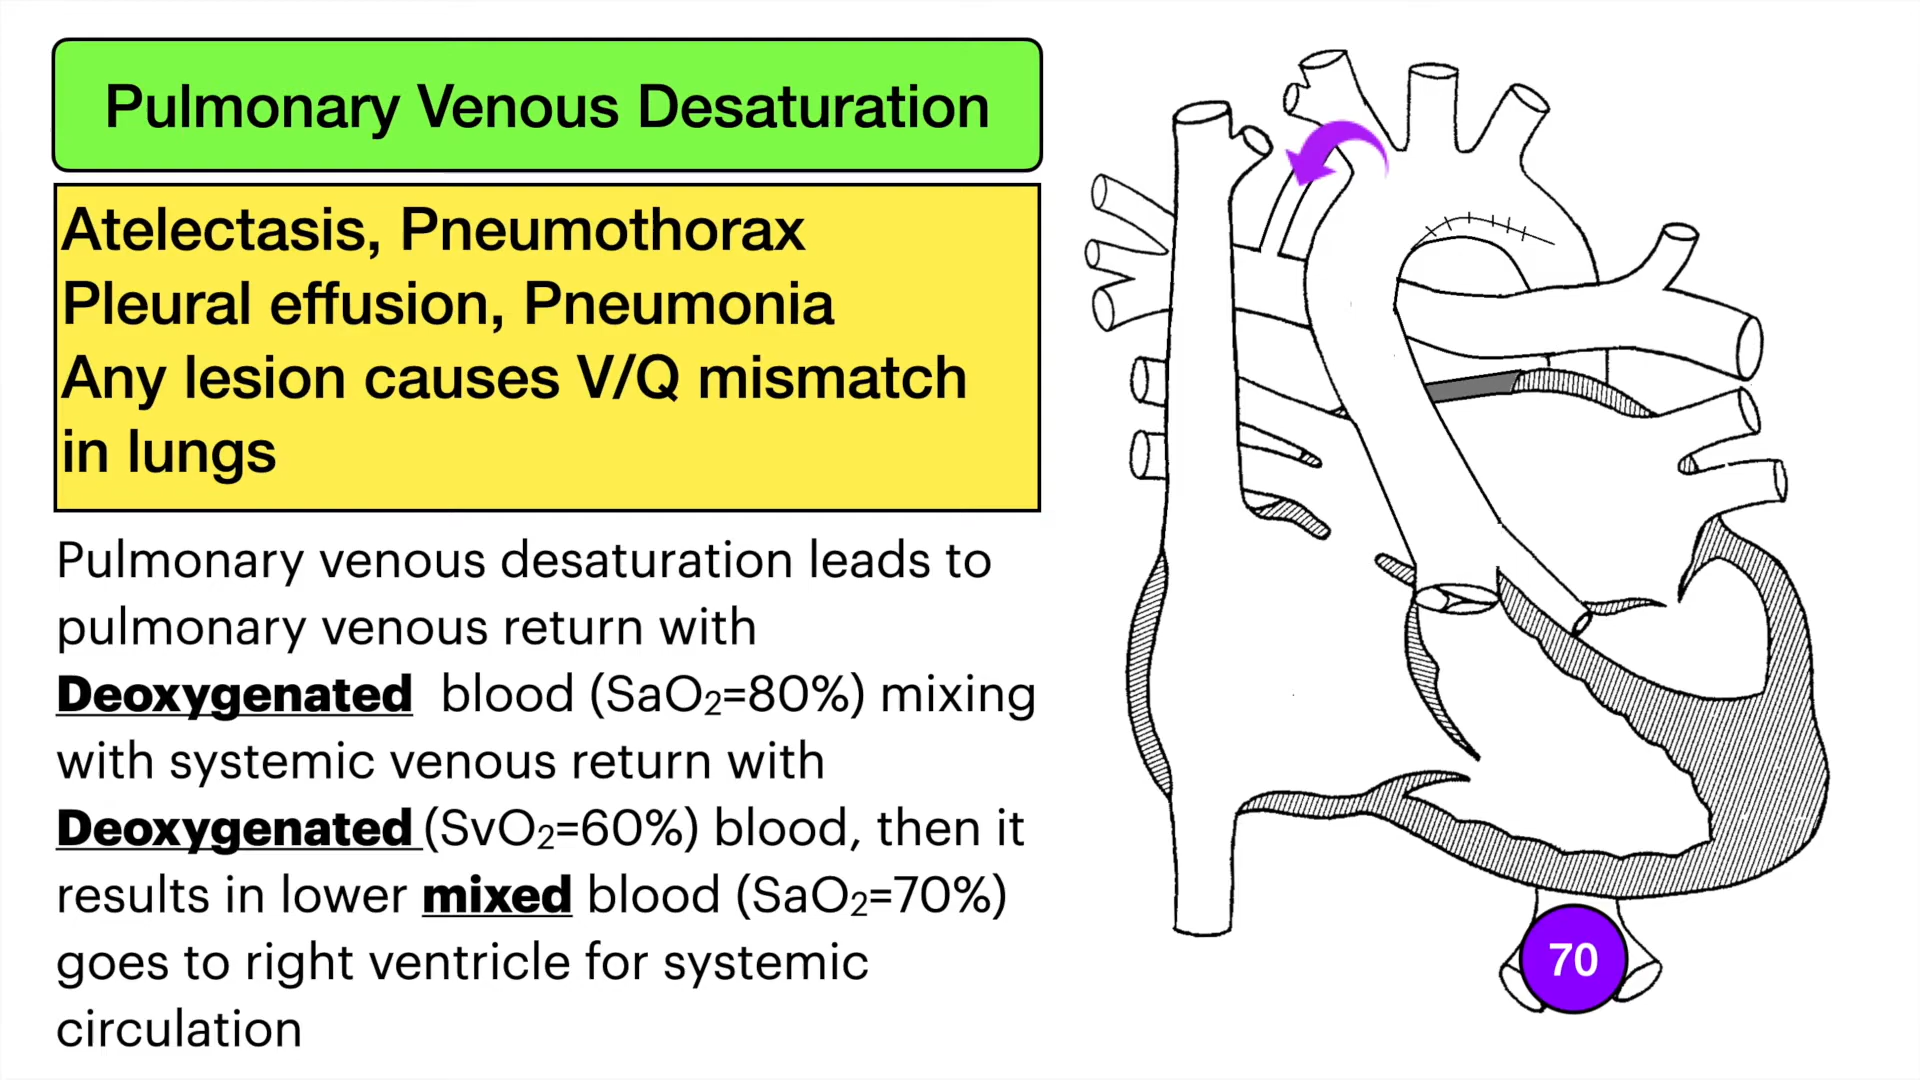 Pulmonary Venous Desaturation
Atelectasis, Pneumothorax
Pleural effusion, Pneumonia
Any lesion causes V/Q mismatch
in lungs
Pulmonary venous desaturation leads to
pulmonary venous return with
Deoxygenated blood (SaO₂=80%) mixing
with systemic venous return with
Deoxygenated (SvO₂=60%) blood, then it
results in lower mixed blood (SaO₂=70%)
goes to right ventricle for systemic
circulation
70